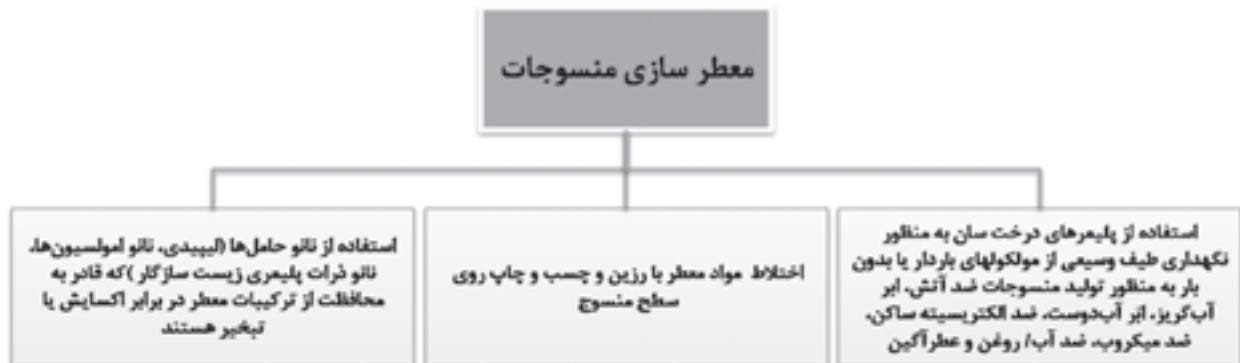 معطر سازی منسوجات
استفاده از پلیمرهای درخت سان به منظور
نگهداری طیف وسیعی از مولکولهای باردار یا بدون
بار به منظور تولید منسوجات ضد آتش، ابر
آب‌گریز، ابر آب‌دوست، ضد الکتریسیته ساکن،
ضد میکروب، ضد آب/ روغن و عطرآگین
اختلاط مواد معطر با رزین و چسب و چاپ روی
سطح منسوج
استفاده از نانو حامل‌ها (لیپیدی، نانو امولسیون‌ها،
نانو ذرات پلیمری زیست سازگار )که قادر به
محافظت از ترکیبات معطر در برابر اکسایش یا
تبخیر هستند